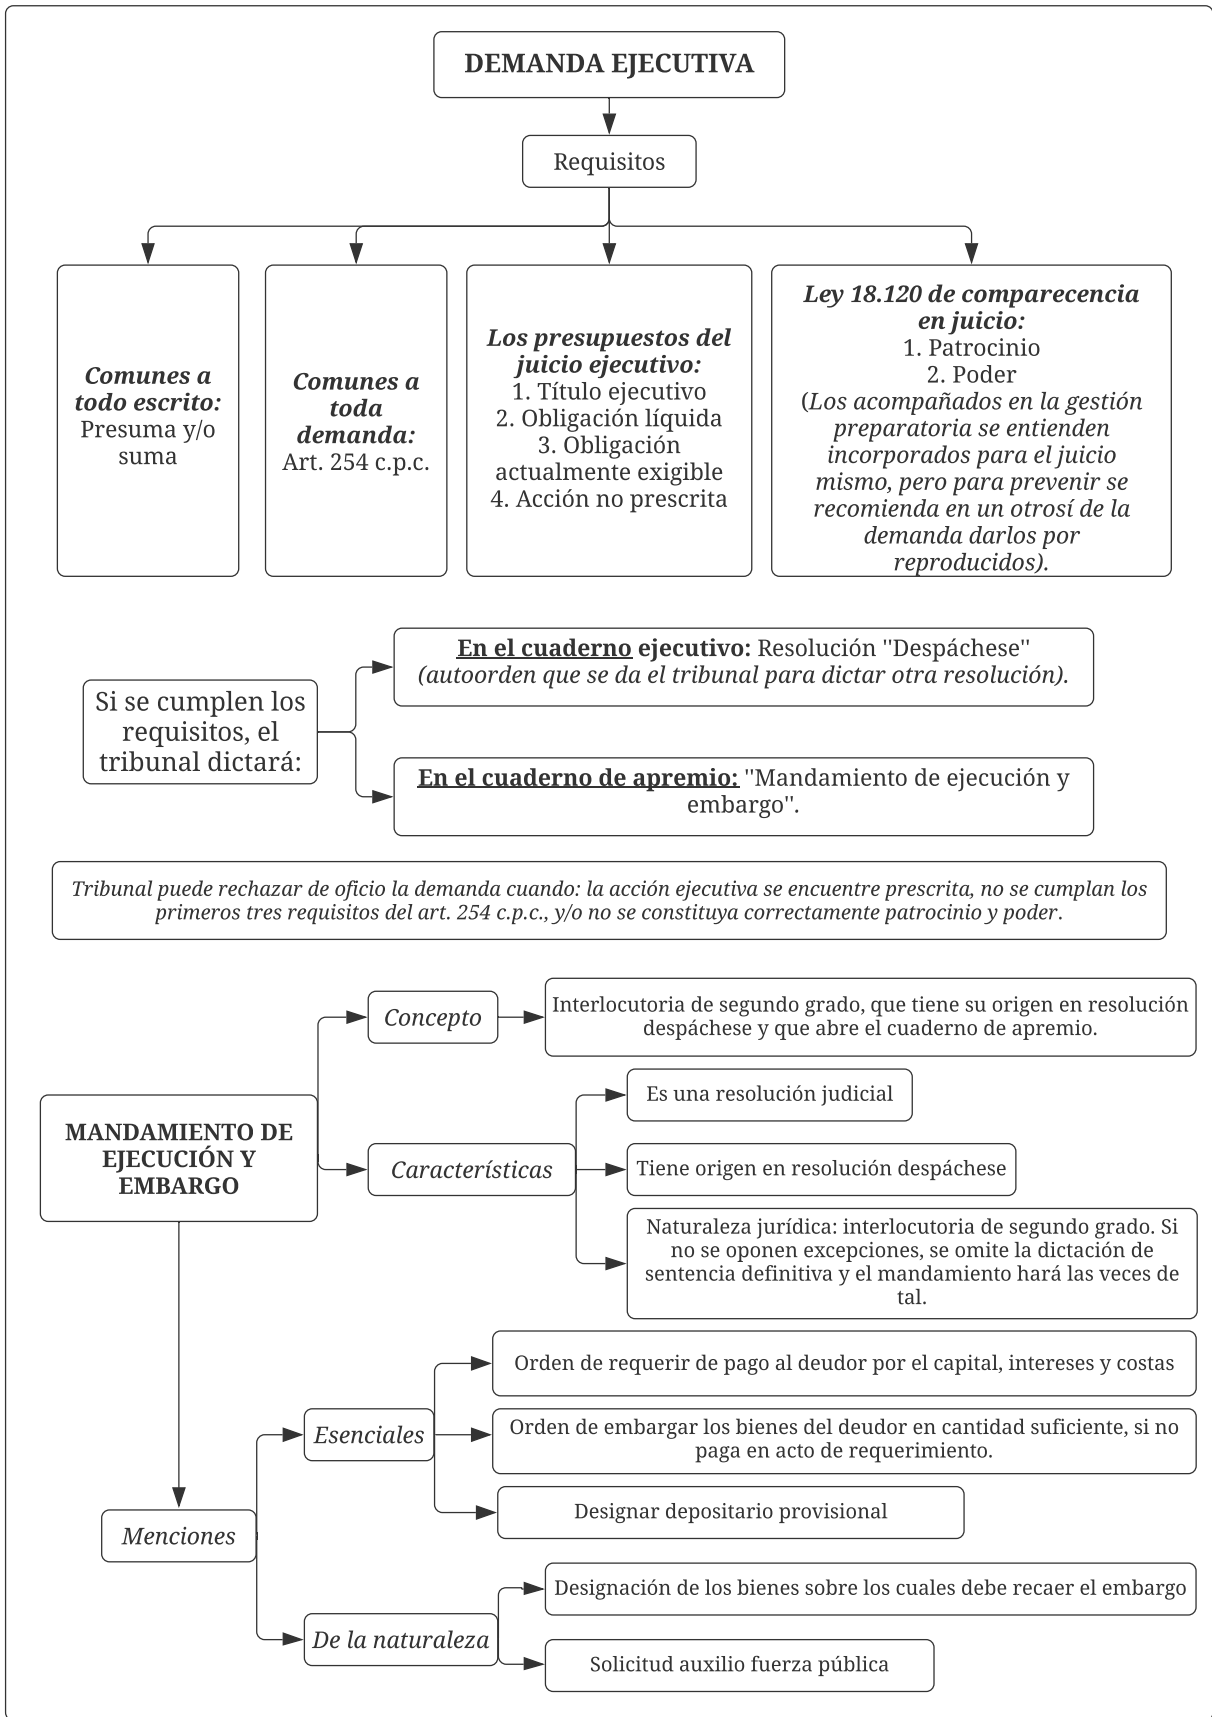 DEMANDA EJECUTIVA
Requisitos
Comunes a
todo escrito:
Presuma y/o
suma
Comunes a
toda
demanda:
Art. 254 c.p.c.
Los presupuestos del
juicio ejecutivo:
1. Título ejecutivo
2. Obligación líquida
3. Obligación
actualmente exigible
4. Acción no prescrita
Ley 18.120 de comparecencia
en juicio:
1. Patrocinio
2. Poder
(Los acompañados en la gestión
preparatoria se entienden
incorporados para el juicio
mismo, pero para prevenir se
recomienda en un otrosí de la
demanda darlos por
reproducidos).
Si se cumplen los
requisitos, el
tribunal dictará:
En el cuaderno ejecutivo: Resolución ''Despáchese''
(autoorden que se da el tribunal para dictar otra resolución).
En el cuaderno de apremio: ''Mandamiento de ejecución y
embargo''.
Tribunal puede rechazar de oficio la demanda cuando: la acción ejecutiva se encuentre prescrita, no se cumplan los
primeros tres requisitos del art. 254 c.p.c., y/o no se constituya correctamente patrocinio y poder.
MANDAMIENTO DE
EJECUCIÓN Y
EMBARGO
Concepto
Interlocutoria de segundo grado, que tiene su origen en resolución
despáchese y que abre el cuaderno de apremio.
Características
Es una resolución judicial
Tiene origen en resolución despáchese
Naturaleza jurídica: interlocutoria de segundo grado. Si
no se oponen excepciones, se omite la dictación de
sentencia definitiva y el mandamiento hará las veces de
tal.
Menciones
Esenciales
Orden de requerir de pago al deudor por el capital, intereses y costas
Orden de embargar los bienes del deudor en cantidad suficiente, si no
paga en acto de requerimiento.
Designar depositario provisional
De la naturaleza
Designación de los bienes sobre los cuales debe recaer el embargo
Solicitud auxilio fuerza pública